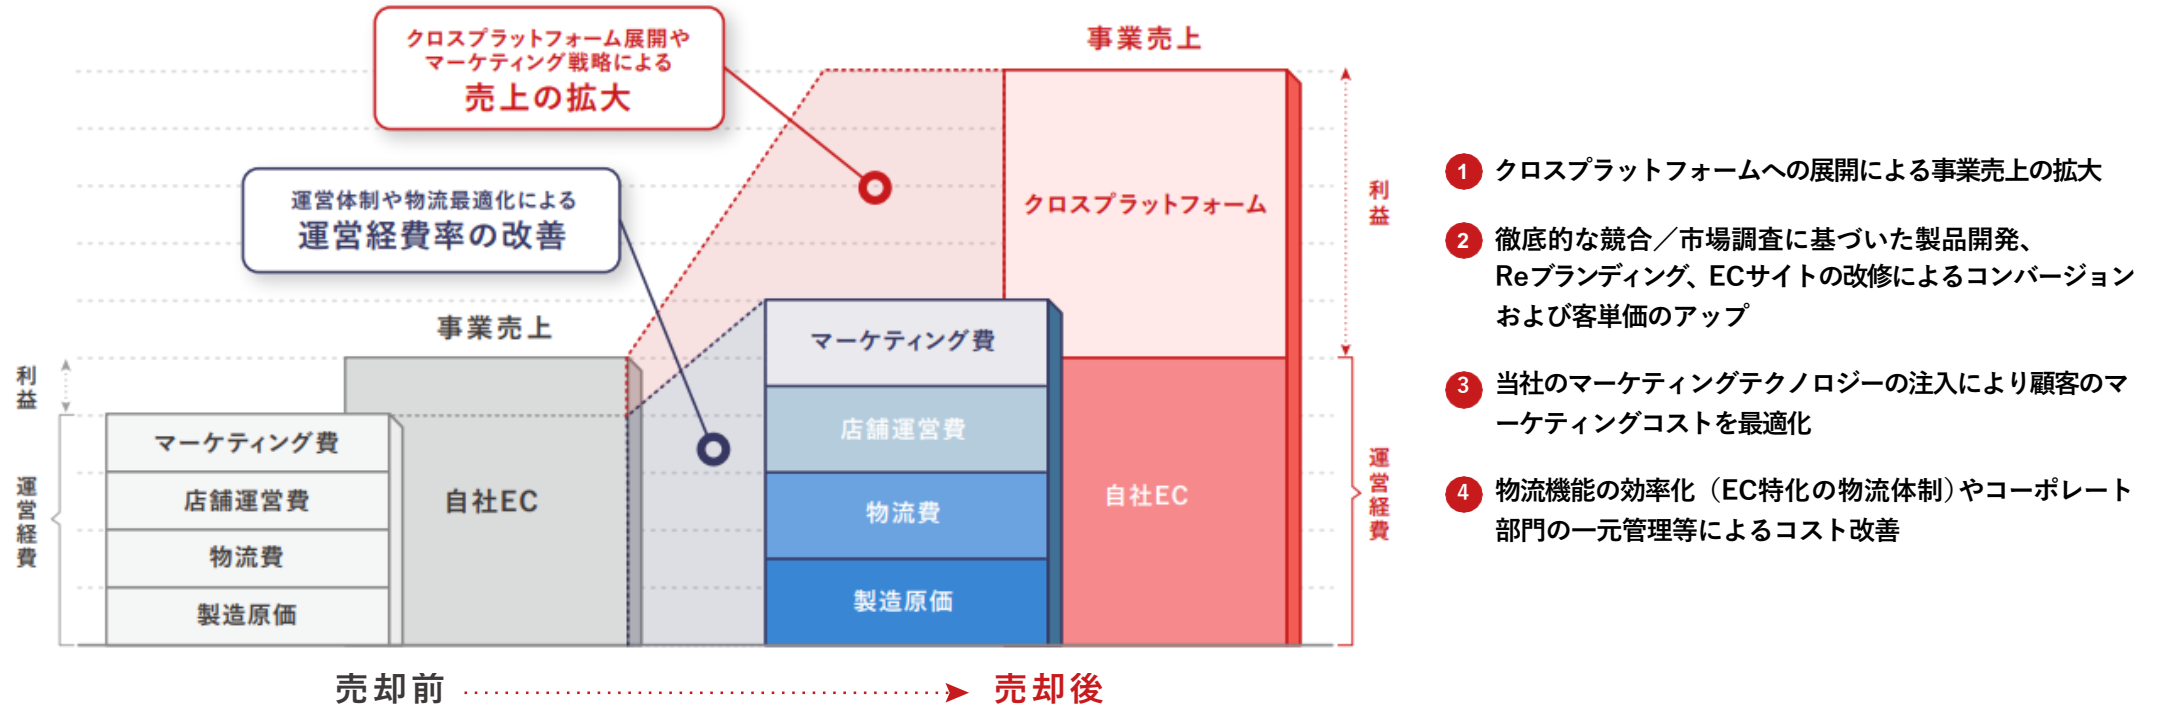 クロスプラットフォーム展開や
マーケティング戦略による
売上の拡大
運営体制や物流最適化による
運営経費率の改善
事業売上
利益
運営経費
マーケティング費
店舗運営費
物流費
製造原価
自社EC
事業売上
クロスプラットフォーム
マーケティング費
店舗運営費
物流費
製造原価
自社EC
利益
運営経費
売却前
売却後
1 クロスプラットフォームへの展開による事業売上の拡大
2 徹底的な競合／市場調査に基づいた製品開発、
Reブランディング、ECサイトの改修によるコンバージョン
および客単価のアップ
3 当社のマーケティングテクノロジーの注入により顧客のマ
ーケティングコストを最適化
4 物流機能の効率化（EC特化の物流体制）やコーポレート
部門の一元管理等によるコスト改善